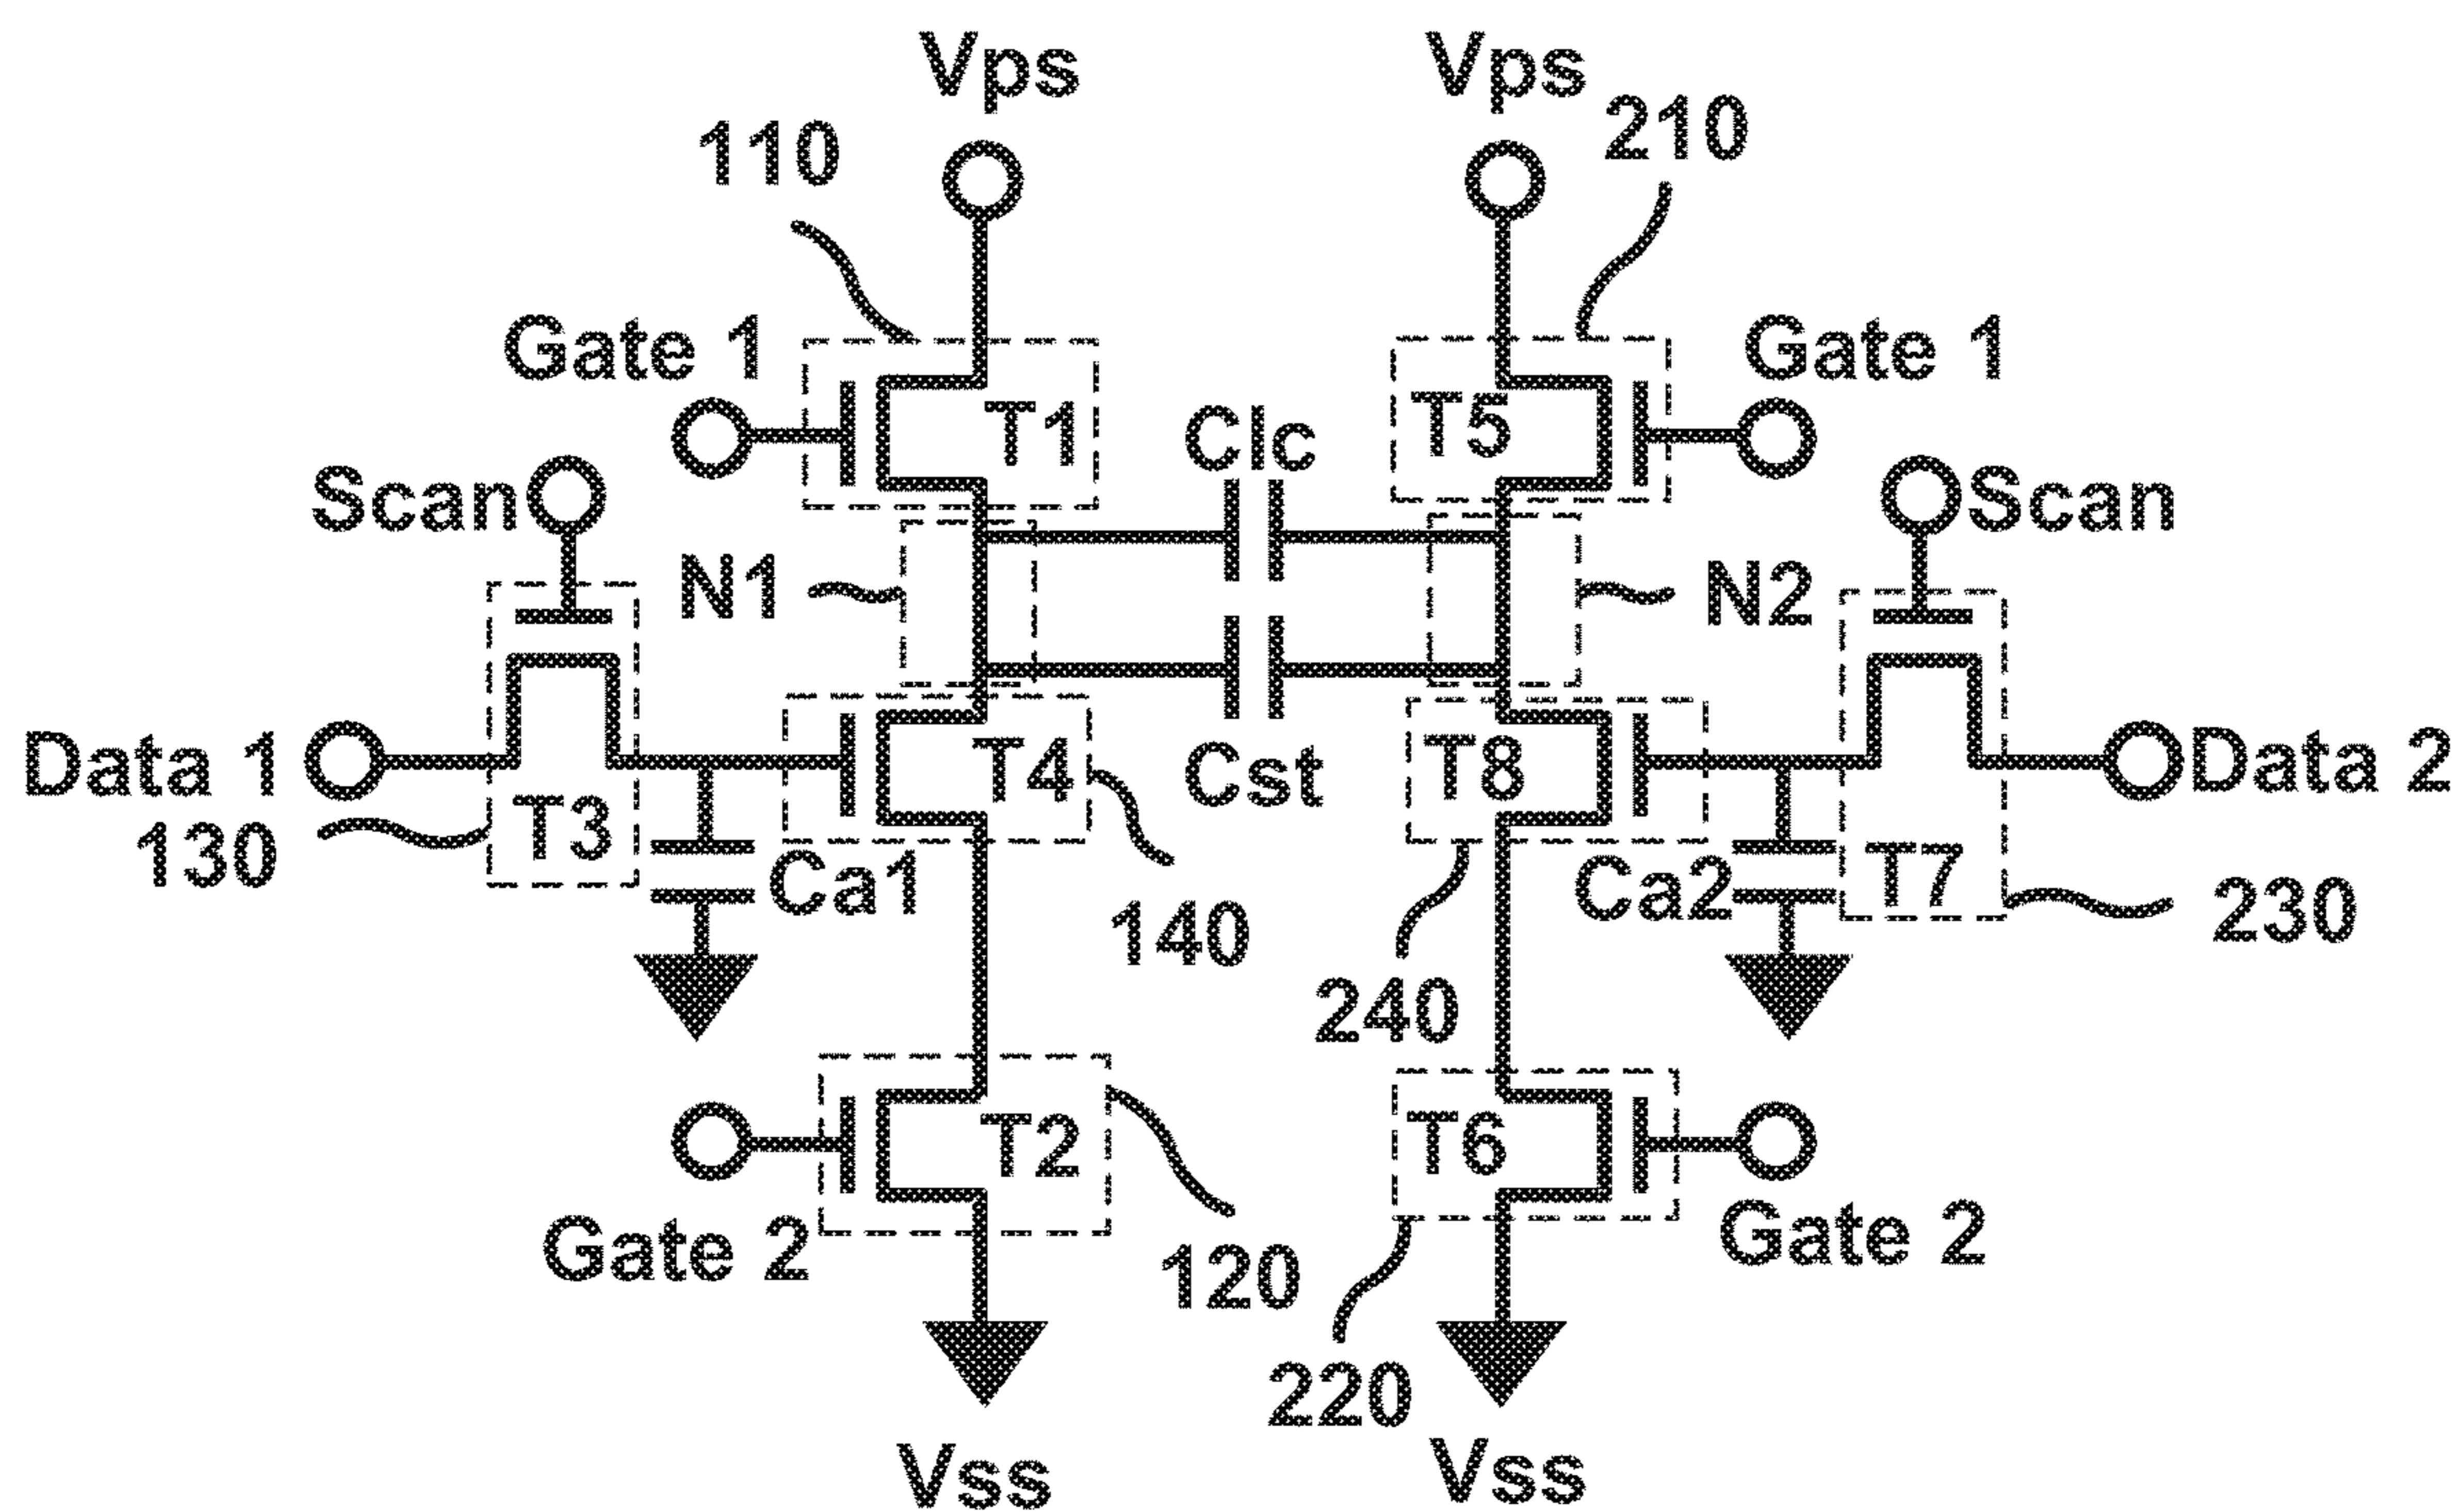 Vps
Vps
110
210
Gate 1
Gate 1
T1
Clc
T5
Scan
Scan
N1
N2
Data 1
T4
Cst
T8
Data 2
130
T3
Ca1
Ca2
T7
140
230
240
T2
T6
Gate 2
120
Gate 2
220
Vss
Vss